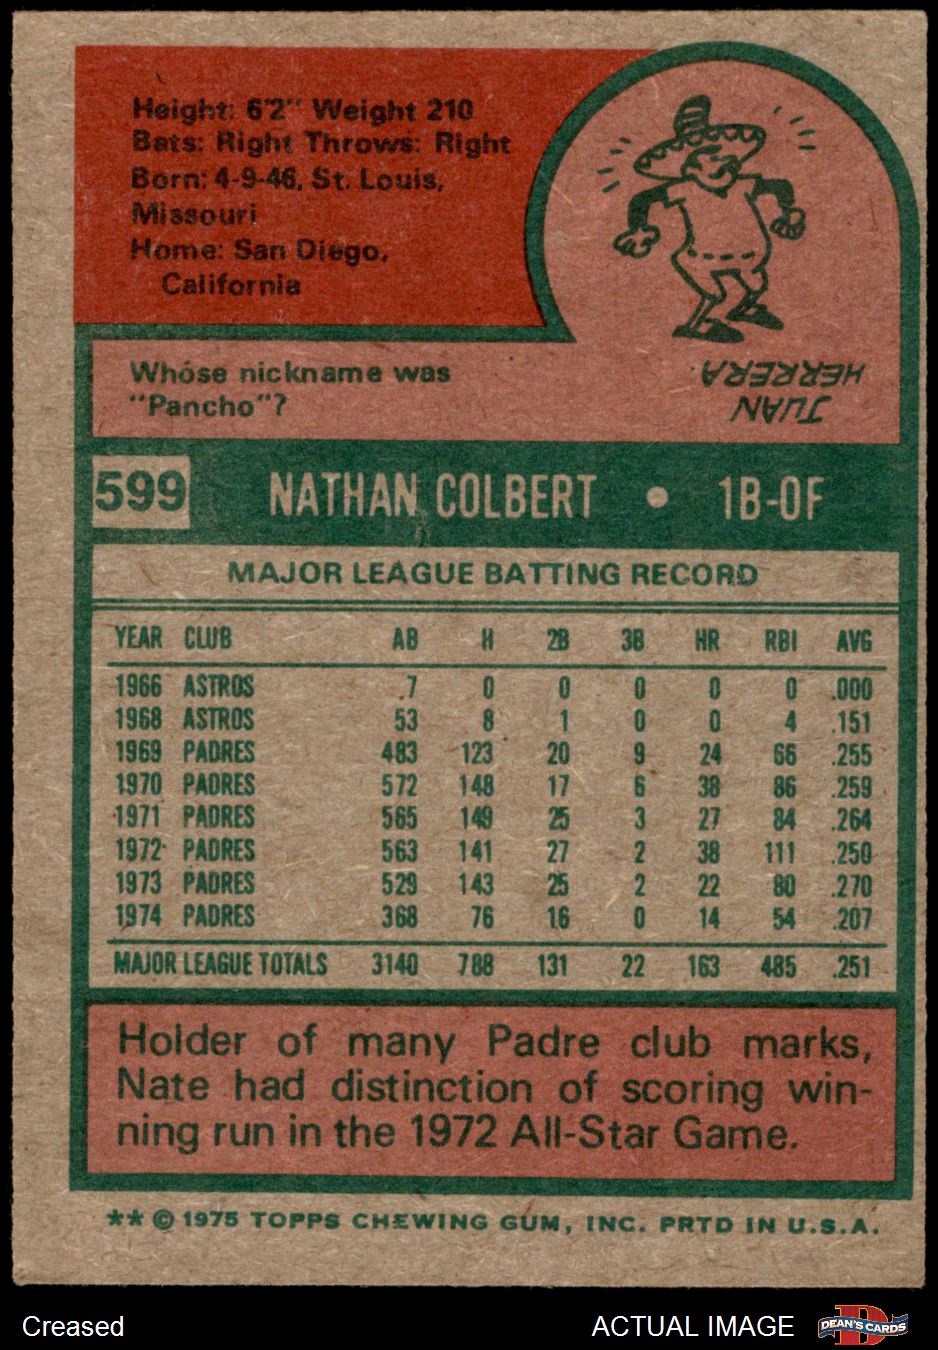 Height: 6'2" Weight 210
Bats: Right Throws: Right
Born: 4-9-46, St. Louis,
Missouri
Home: San Diego,
California
Whose nickname was
"Pancho"?
JUAN
HERRERA
599 NATHAN COLBERT • 1B-OF
MAJOR LEAGUE BATTING RECORD
YEAR CLUB AB H 2B 3B HR RBI AVG
1966 ASTROS 7 0 0 0 0 0 .000
1968 ASTROS 53 8 1 0 0 4 .151
1969 PADRES 483 123 20 9 24 66 .255
1970 PADRES 572 148 17 6 38 86 .259
1971 PADRES 565 149 25 3 27 84 .264
1972 PADRES 563 141 27 2 38 111 .250
1973 PADRES 529 143 25 2 22 80 .270
1974 PADRES 368 76 16 0 14 54 .207
MAJOR LEAGUE TOTALS 3140 788 131 22 163 485 .251
Holder of many Padre club marks,
Nate had distinction of scoring win-
ning run in the 1972 All-Star Game.
** © 1975 TOPPS CHEWING GUM, INC. PRTD IN U.S.A.
Creased ACTUAL IMAGE DEAN'S CARDS